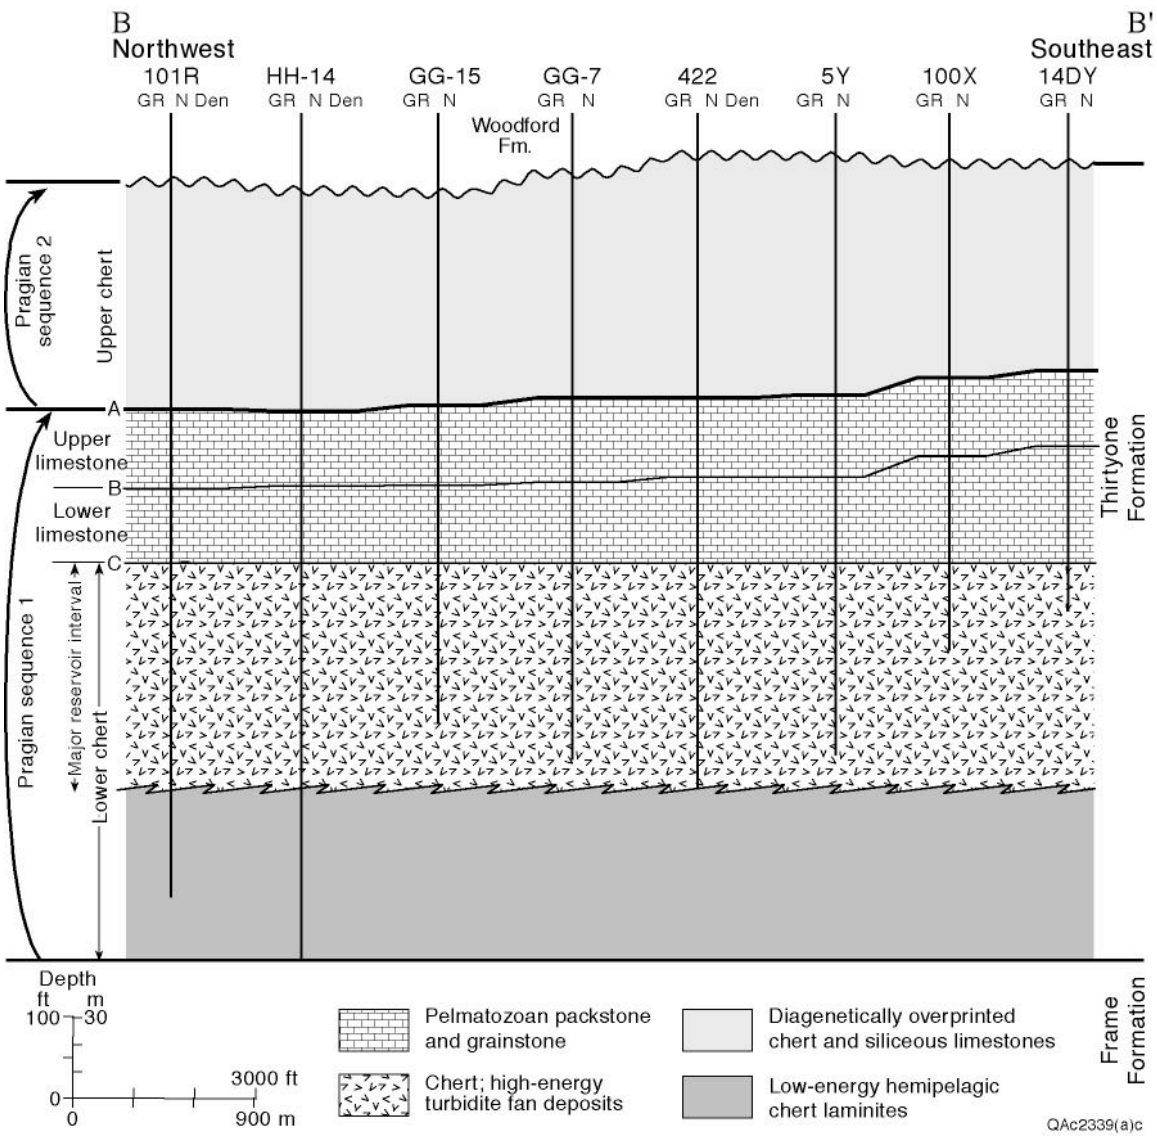 B
B'
Northwest
Southeast
101R
HH-14
GG-15
GG-7
422
5Y
100X
14DY
GR N Den
GR N Den
GR N
GR N
GR N Den
GR N
GR N
GR N
Woodford
Fm.
Pragian
sequence 2
Upper chert
A
Upper
limestone
B
Lower
limestone
C
Pragian sequence 1
Major reservoir interval
Lower chert
Thirtyone
Formation
Frame
Formation
Depth
ft m
100 30
0
3000 ft
0 900 m
Pelmatozoan packstone
and grainstone
Chert; high-energy
turbidite fan deposits
Diagenetically overprinted
chert and siliceous limestones
Low-energy hemipelagic
chert laminites
QAc2339(a)c